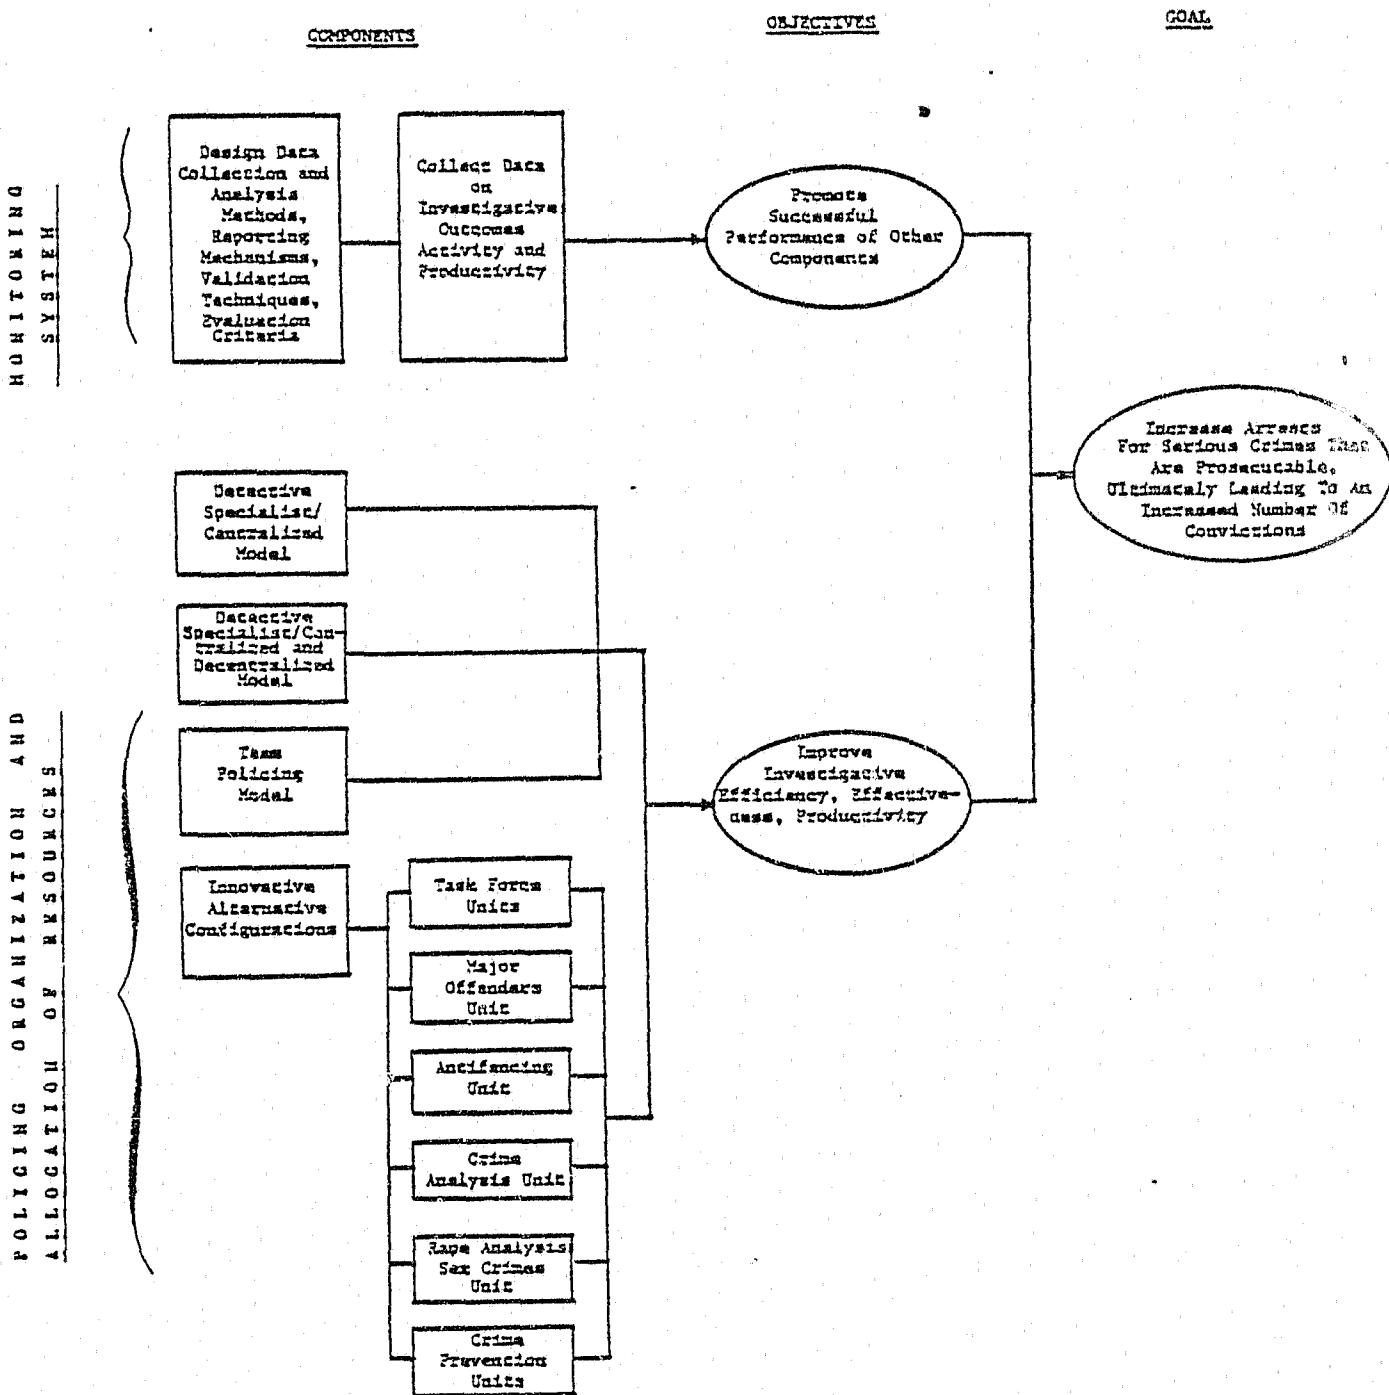 COMPONENTS
OBJECTIVES
GOAL
MONITORING
SYSTEM
Design Data
Collection and
Analysis
Methods,
Reporting
Mechanisms,
Validation
Techniques,
Evaluation
Criteria
Collect Data
on
Investigative
Outcomes
Activity and
Productivity
Promote
Successful
Performance of Other
Components
Increase Arrests
For Serious Crimes That
Are Prosecutable,
Ultimately Leading To An
Increased Number Of
Convictions
POLICING ORGANIZATION AND
ALLOCATION OF RESOURCES
Detective
Specialist/
Centralized
Model
Detective
Specialist/Cen-
tralized and
Decentralized
Model
Team
Policing
Model
Innovative
Alternative
Configurations
Task Force
Units
Major
Offenders
Unit
Antifencing
Unit
Crime
Analysis Unit
Rape Analysis
Sex Crimes
Unit
Crime
Prevention
Units
Improve
Investigative
Efficiency, Effective-
ness, Productivity